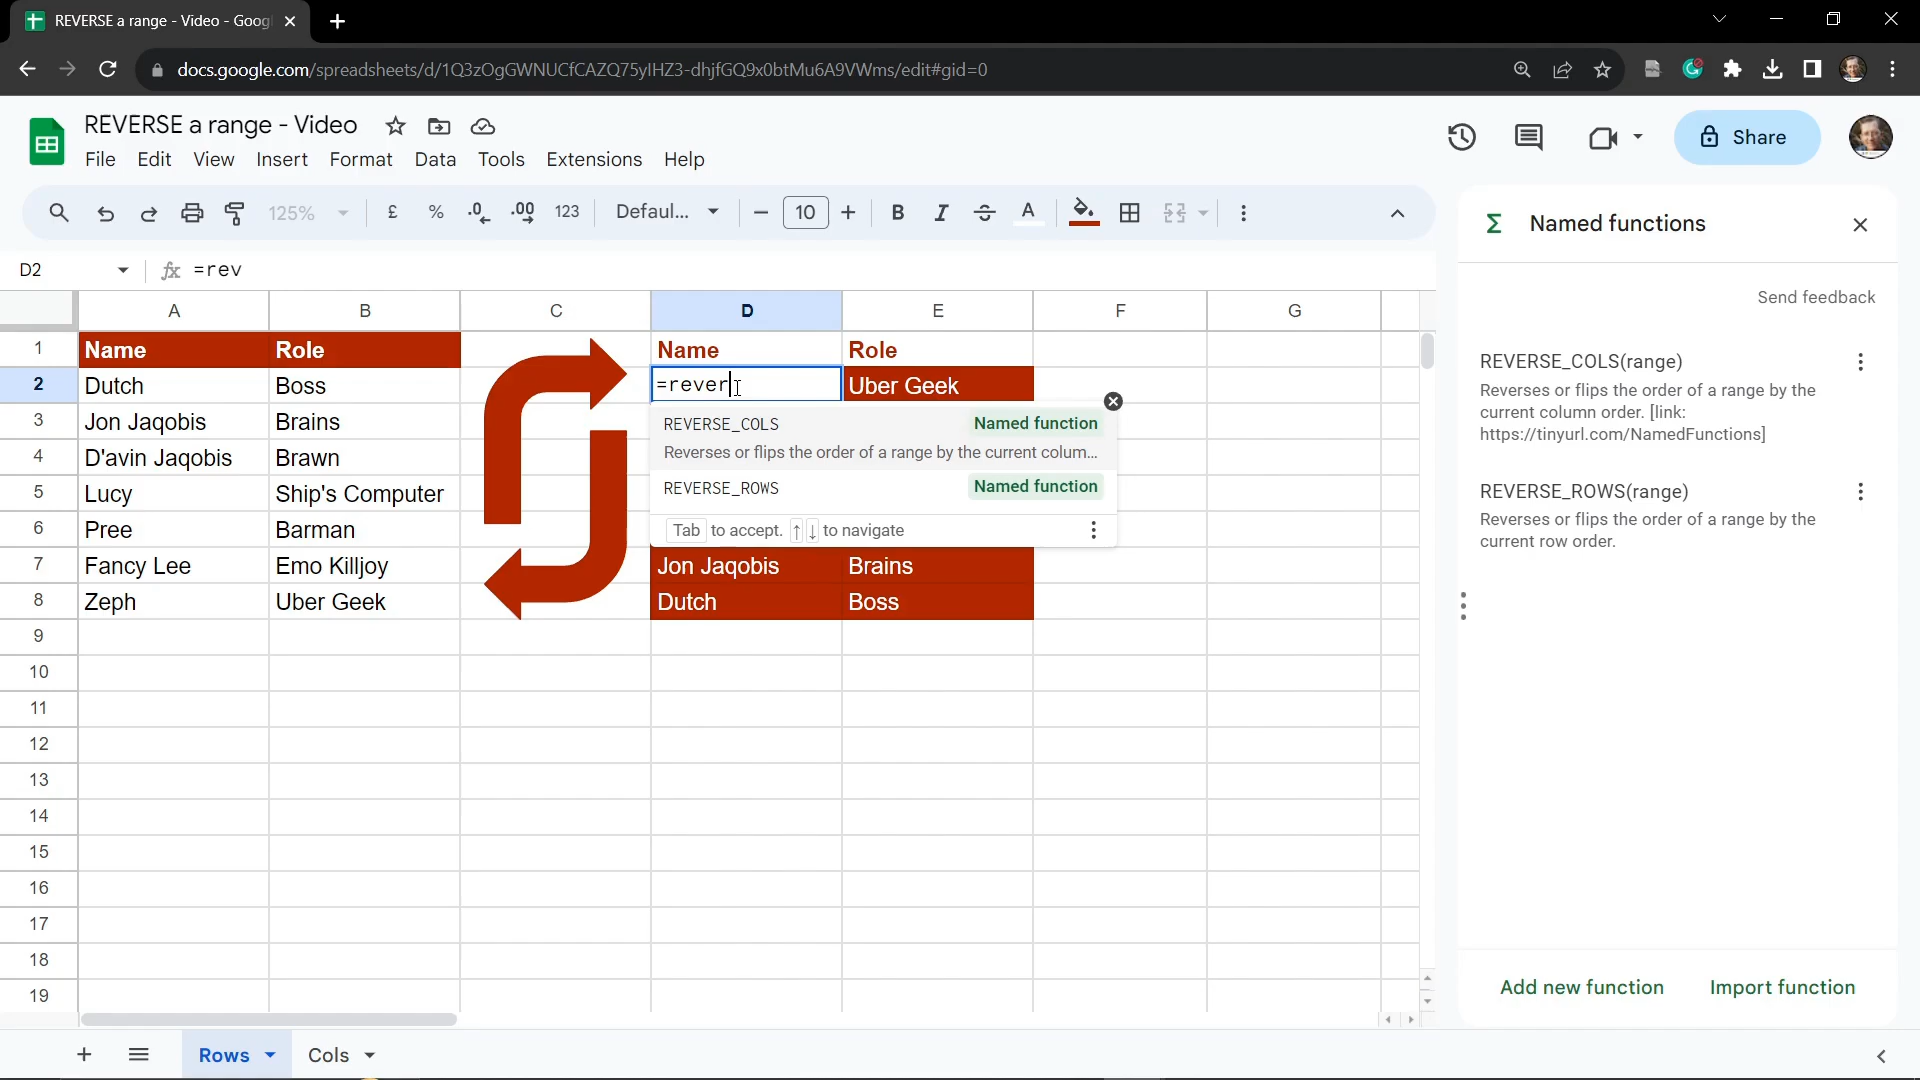 REVERSE a range - Video - Goog
docs.google.com/spreadsheets/d/1Q3zOgGWNUCfCAZQ75yIHZ3-dhjfGQ9x0btMu6A9VWms/edit#gid=0
REVERSE a range - Video
File Edit View Insert Format Data Tools Extensions Help
Share
125% £ % .0 .00 123 Defaul... 10 B I S A
Named functions
D2 fx =rev
Send feedback
A B C D E F G
1 Name Role Name Role
2 Dutch Boss =rever Uber Geek
3 Jon Jaqobis Brains
4 D'avin Jaqobis Brawn
5 Lucy Ship's Computer
6 Pree Barman
7 Fancy Lee Emo Killjoy Jon Jaqobis Brains
8 Zeph Uber Geek Dutch Boss
9
10
11
12
13
14
15
16
17
18
19
REVERSE_COLS Named function
Reverses or flips the order of a range by the current colum...
REVERSE_ROWS Named function
Tab to accept. ↑ ↓ to navigate
REVERSE_COLS(range)
Reverses or flips the order of a range by the
current column order. [link:
https://tinyurl.com/NamedFunctions]
REVERSE_ROWS(range)
Reverses or flips the order of a range by the
current row order.
Add new function Import function
Rows Cols